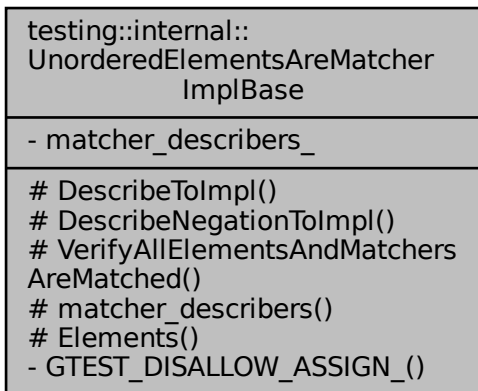 testing::internal::
UnorderedElementsAreMatcher
ImplBase
- matcher_describers_
# DescribeToImpl()
# DescribeNegationToImpl()
# VerifyAllElementsAndMatchers
AreMatched()
# matcher_describers()
# Elements()
- GTEST_DISALLOW_ASSIGN_()